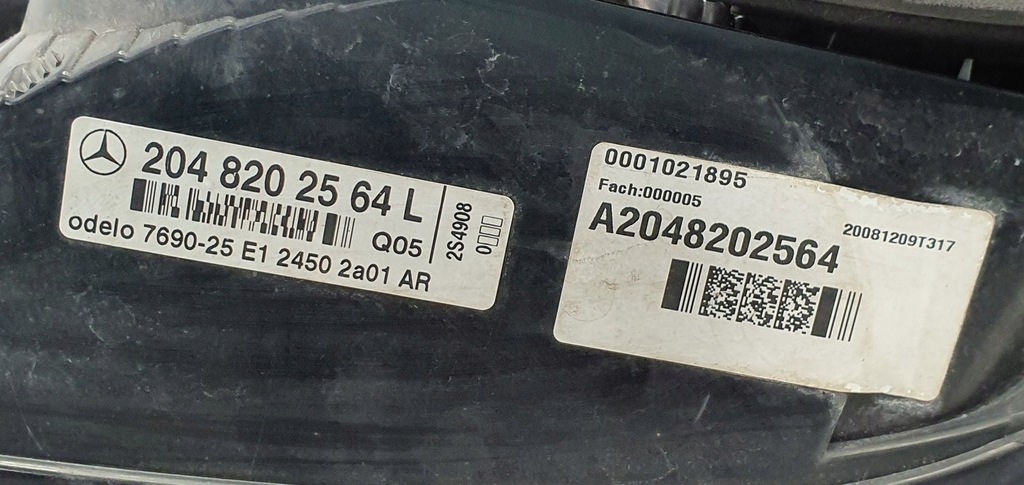 204 820 25 64 L
Q05
odelo 7690-25 E1 2450 2a01 AR
2S4908
0001021895
Fach:000005
A2048202564
20081209T317